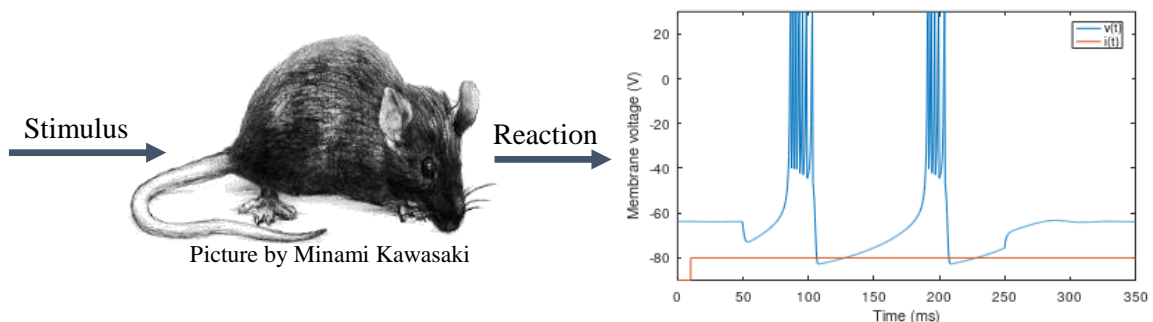 Stimulus
Reaction
Picture by Minami Kawasaki
Membrane voltage (V)
20
0
-20
-40
-60
-80
v(t)
i(t)
0 50 100 150 200 250 300 350
Time (ms)